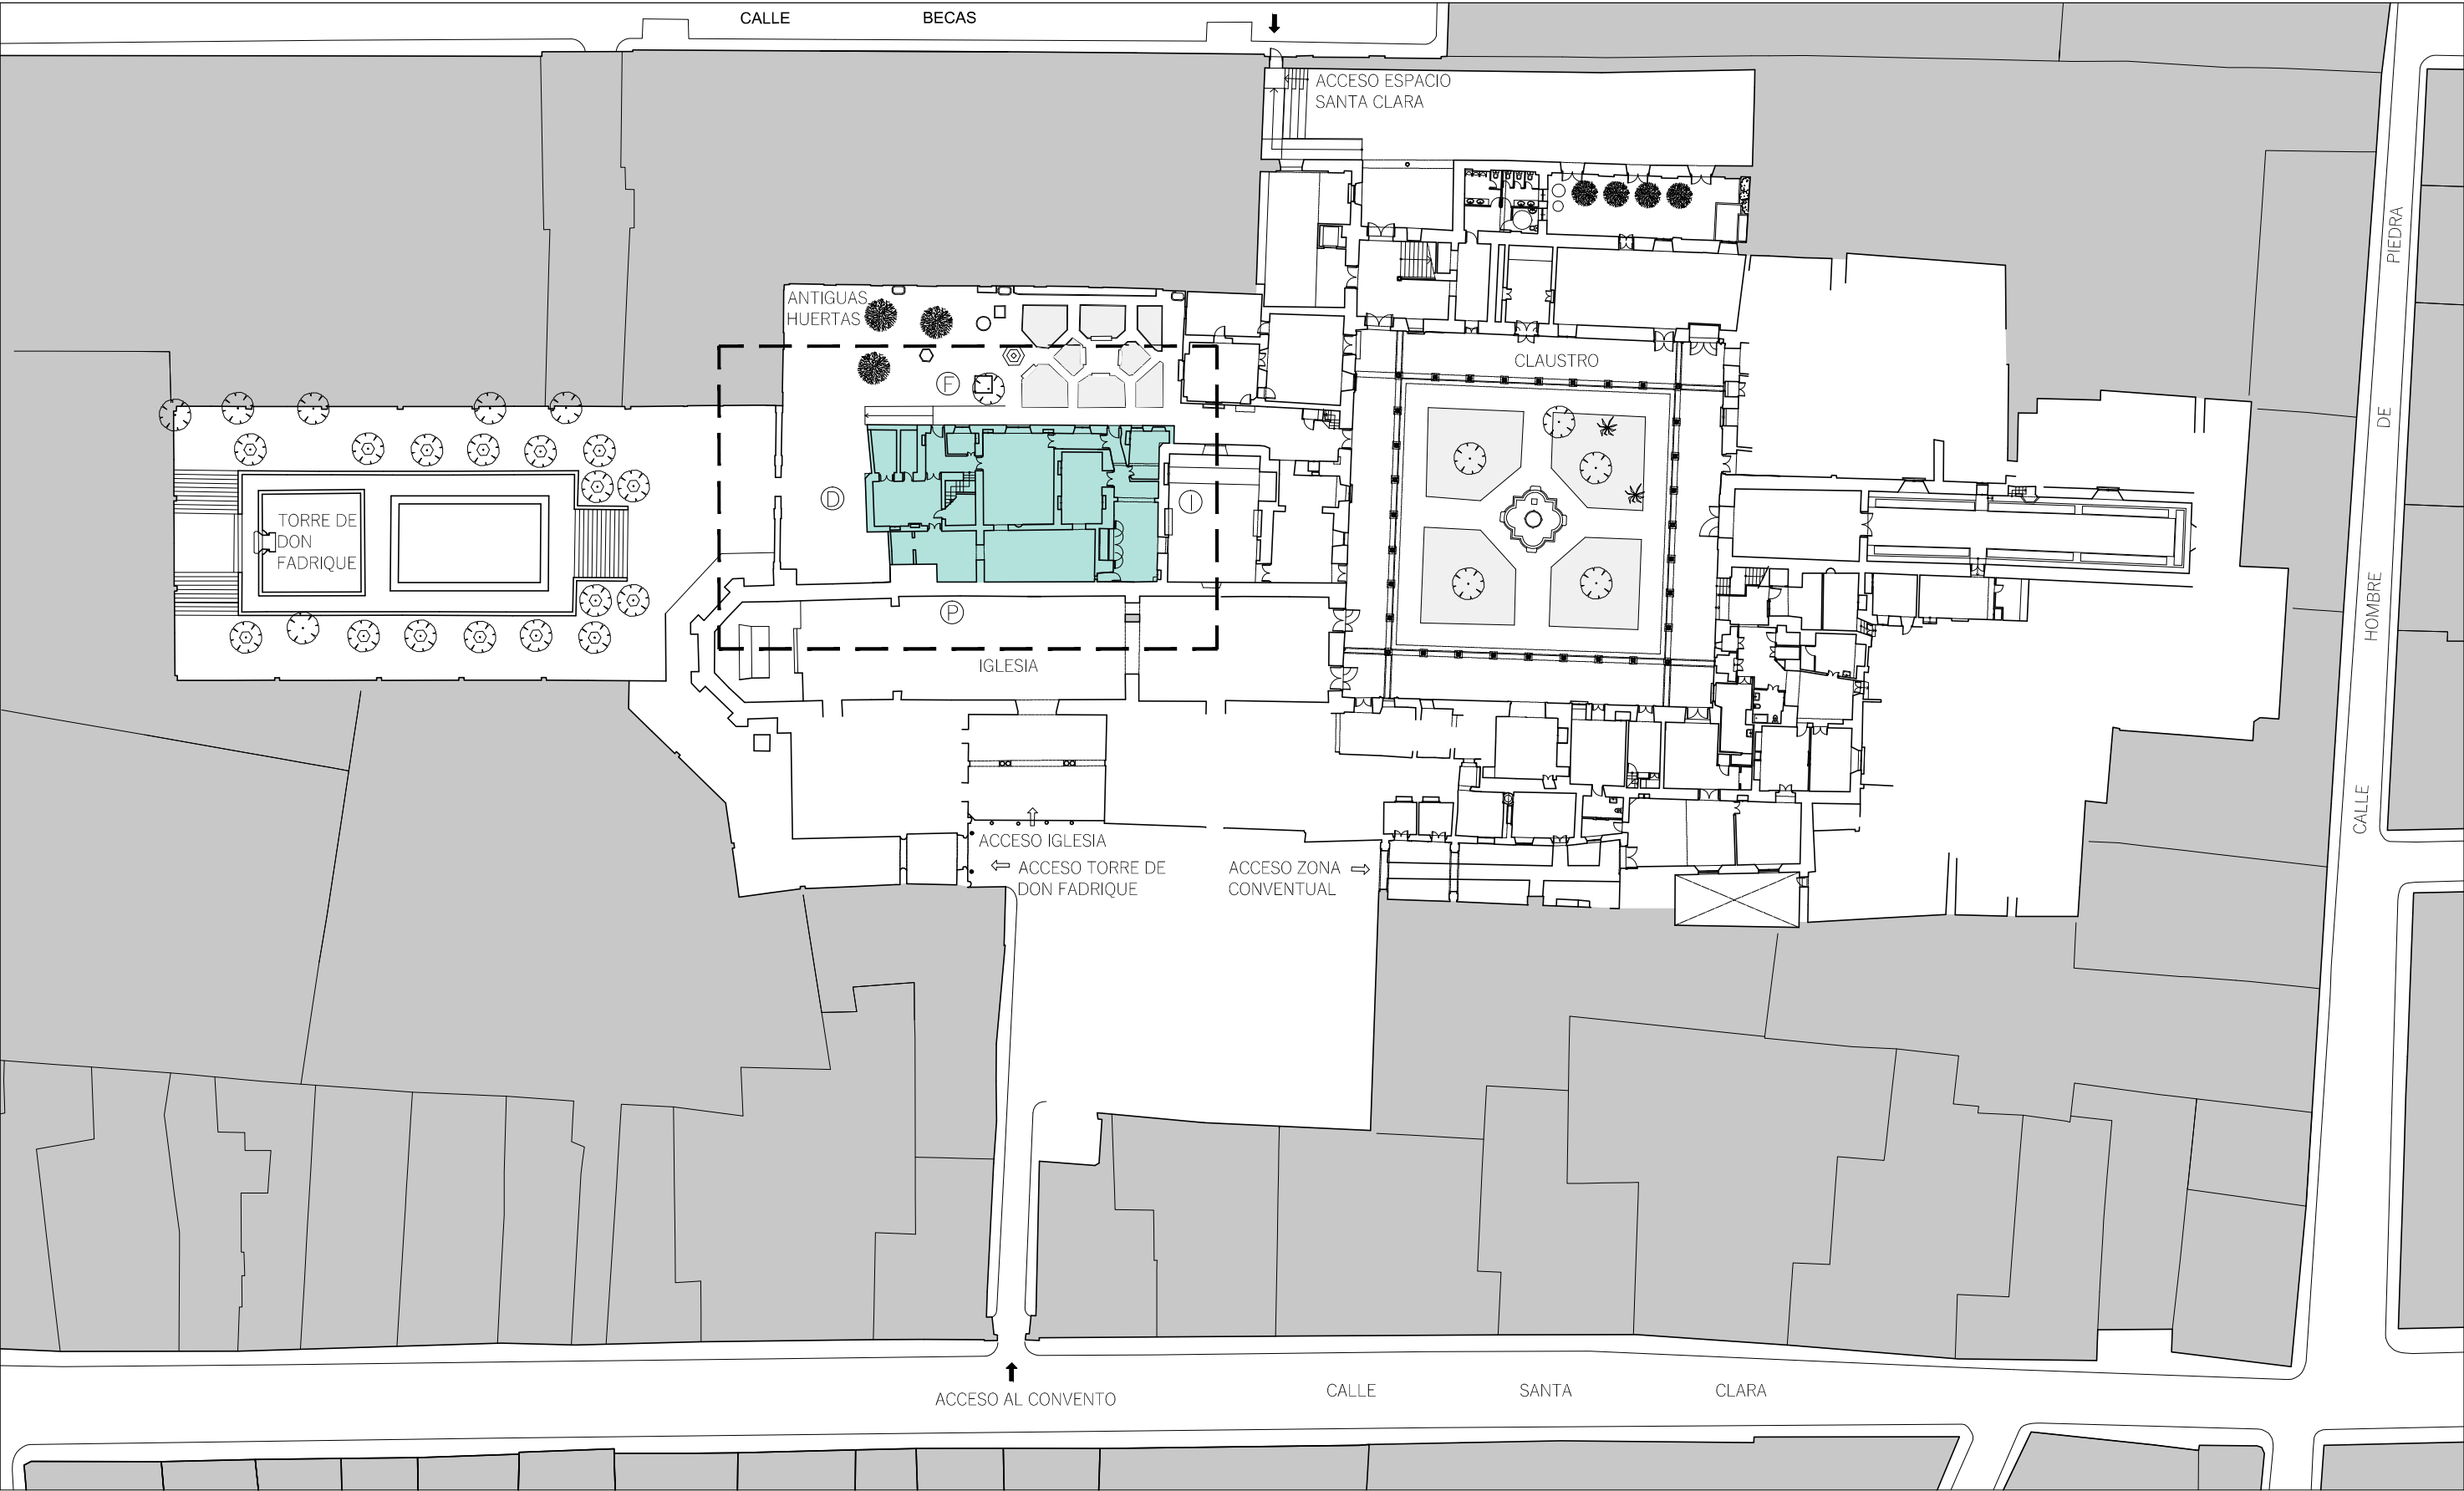 CALLE BECAS
ACCESO ESPACIO
SANTA CLARA
ANTIGUAS
HUERTAS
CLAUSTRO
F
D
I
TORRE DE
DON
FADRIQUE
P
IGLESIA
ACCESO IGLESIA
ACCESO TORRE DE
DON FADRIQUE
ACCESO ZONA
CONVENTUAL
CALLE HOMBRE DE PIEDRA
ACCESO AL CONVENTO
CALLE SANTA CLARA